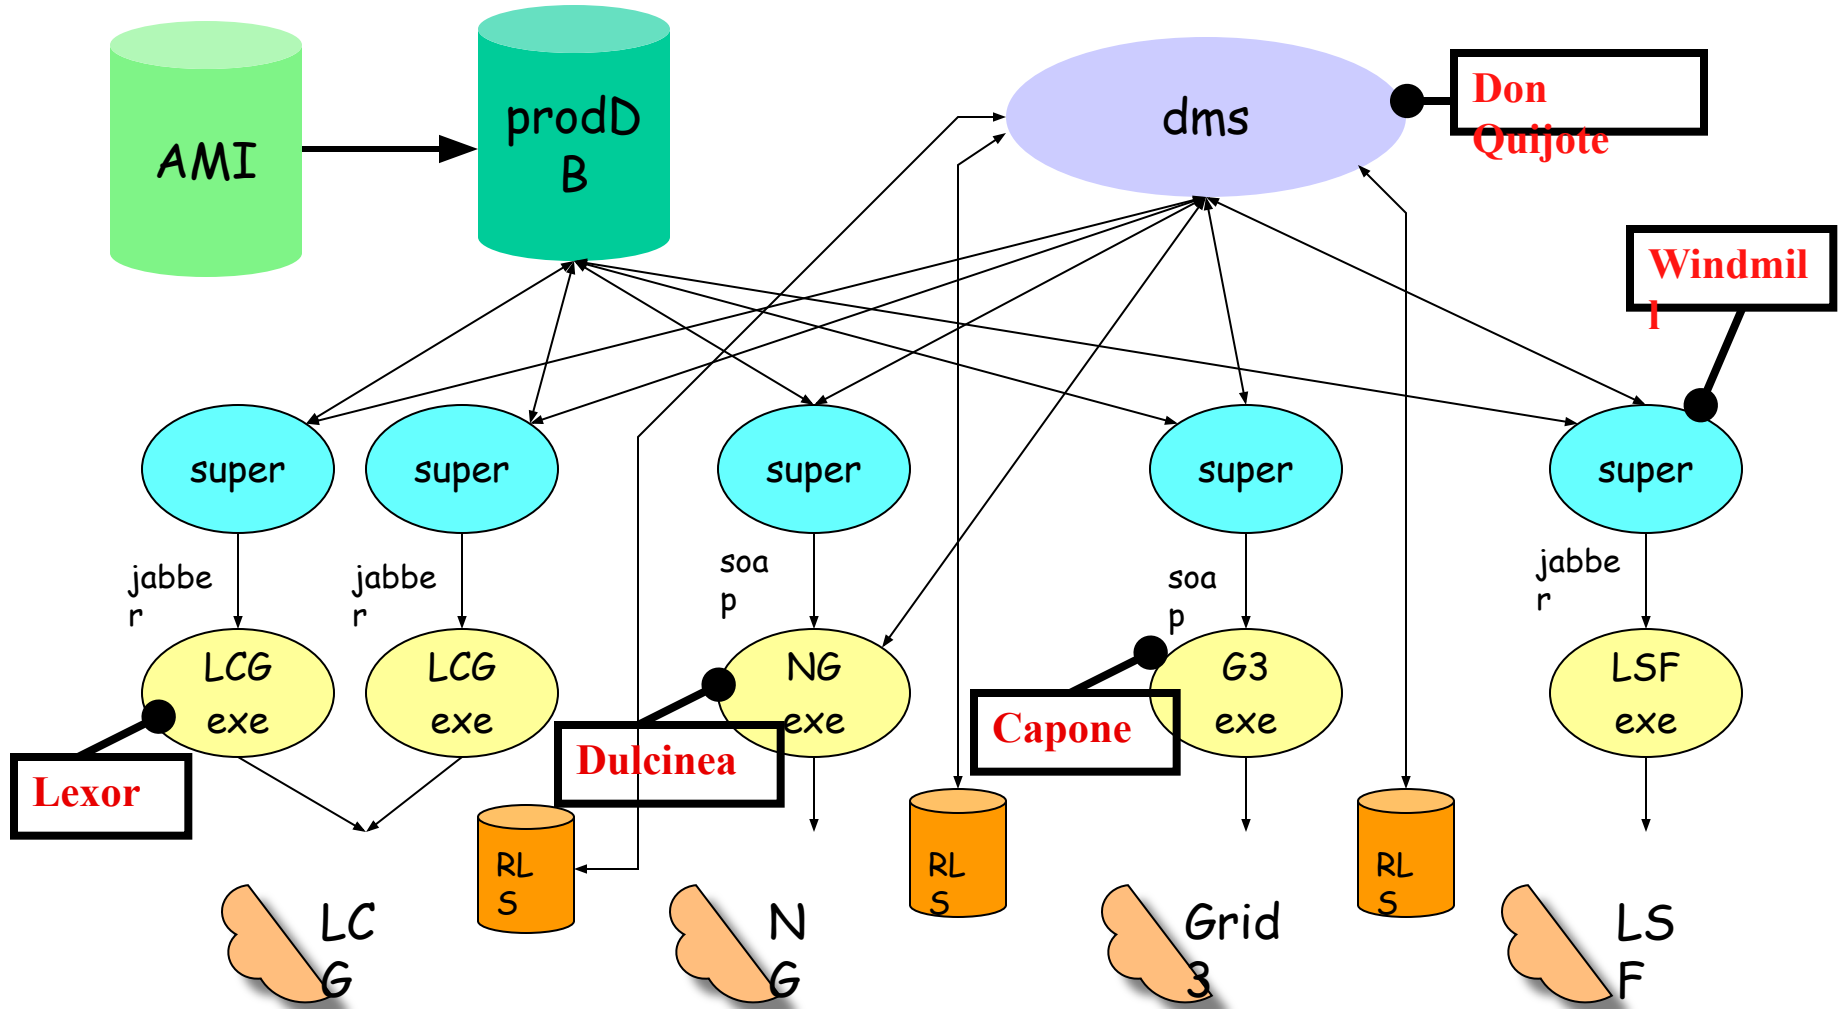 AMI
prodD
B
dms
Don
Quijote
Windmil
l
super
super
super
super
super
jabbe
r
jabbe
r
soa
p
soa
p
jabbe
r
LCG
exe
LCG
exe
NG
exe
G3
exe
LSF
exe
Lexor
Dulcinea
Capone
RL
S
RL
S
RL
S
LC
G
N
G
Grid
3
LS
F